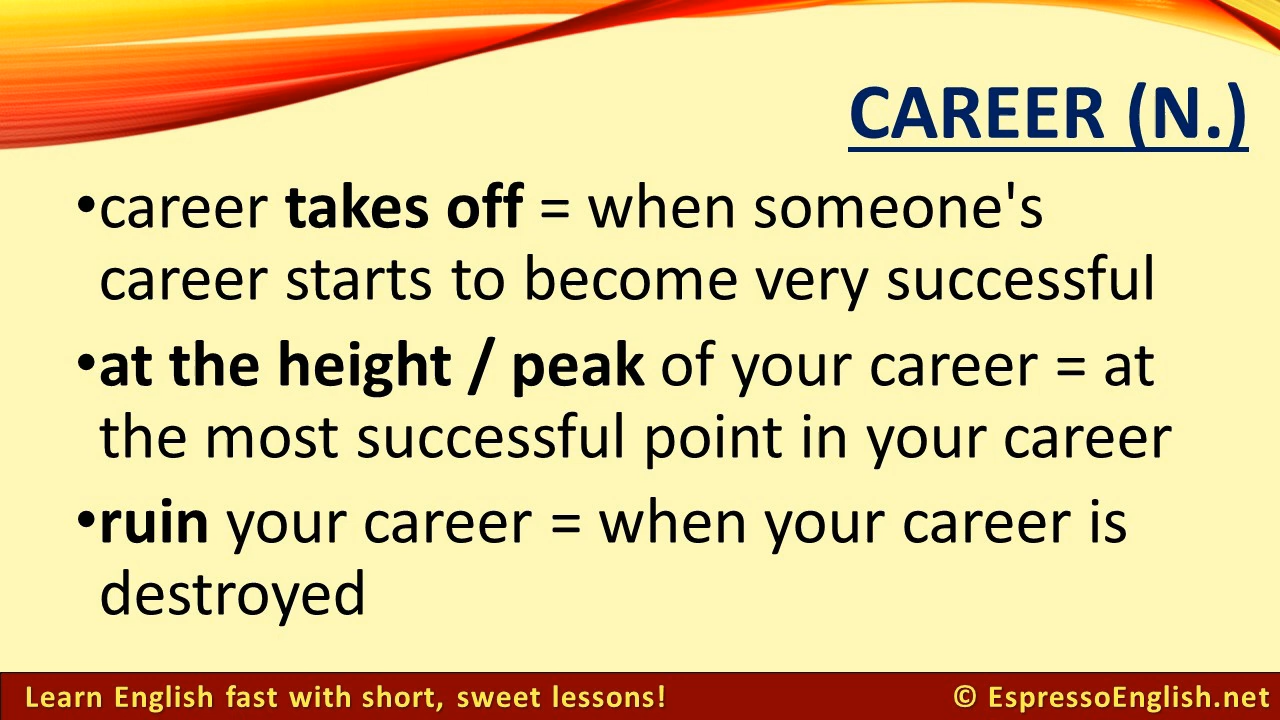 CAREER (N.)
•career takes off = when someone's
career starts to become very successful
•at the height / peak of your career = at
the most successful point in your career
•ruin your career = when your career is
destroyed
Learn English fast with short, sweet lessons!
© EspressoEnglish.net